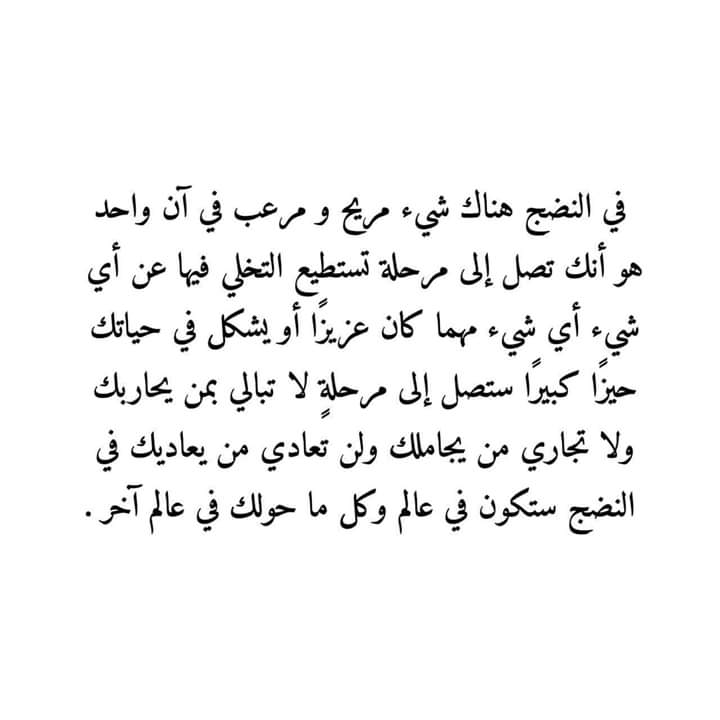 في النضج هناك شيء مريح و مرعب في آن واحد
هو أنك تصل إلى مرحلة تستطيع التخلي فيها عن أي
شيء أي شيء مهما كان عزيزًا أو يشكل في حياتك
حيزًا كبيرًا ستصل إلى مرحلةٍ لا تبالي بمن يحاربك
ولا تجاري من يجاملك ولن تعادي من يعاديك في
النضج ستكون في عالم وكل ما حولك في عالم آخر .